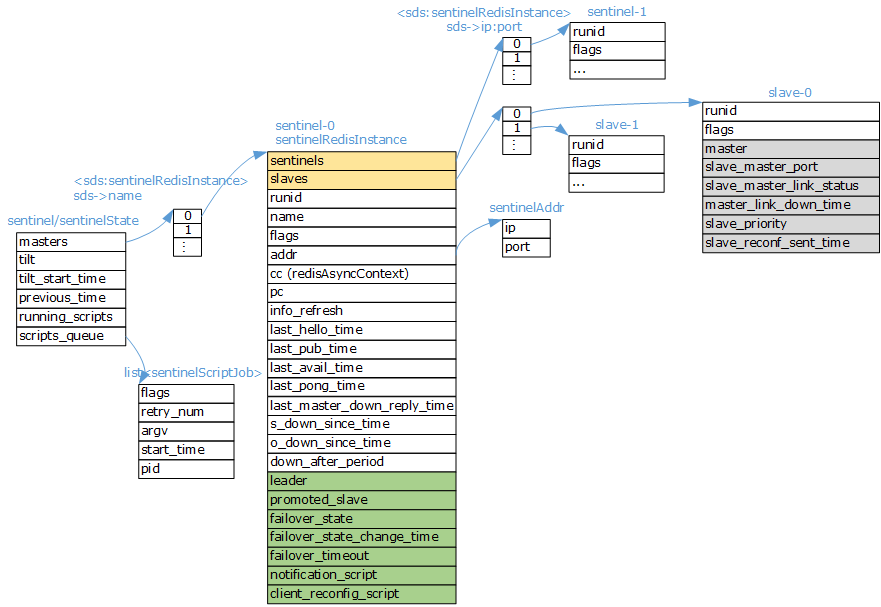 <sds:sentinelRedisInstance>
sds->ip:port
0
1
⋮
sentinel-1
runid
flags
...
0
1
⋮
slave-1
runid
flags
...
slave-0
runid
flags
master
slave_master_port
slave_master_link_status
master_link_down_time
slave_priority
slave_reconf_sent_time
sentinelAddr
ip
port
sentinel-0
sentinelRedisInstance
sentinels
slaves
runid
name
flags
addr
cc (redisAsyncContext)
pc
info_refresh
last_hello_time
last_pub_time
last_avail_time
last_pong_time
last_master_down_reply_time
s_down_since_time
o_down_since_time
down_after_period
leader
promoted_slave
failover_state
failover_state_change_time
failover_timeout
notification_script
client_reconfig_script
<sds:sentinelRedisInstance>
sds->name
0
1
⋮
sentinel/sentinelState
masters
tilt
tilt_start_time
previous_time
running_scripts
scripts_queue
list<sentinelScriptJob>
flags
retry_num
argv
start_time
pid